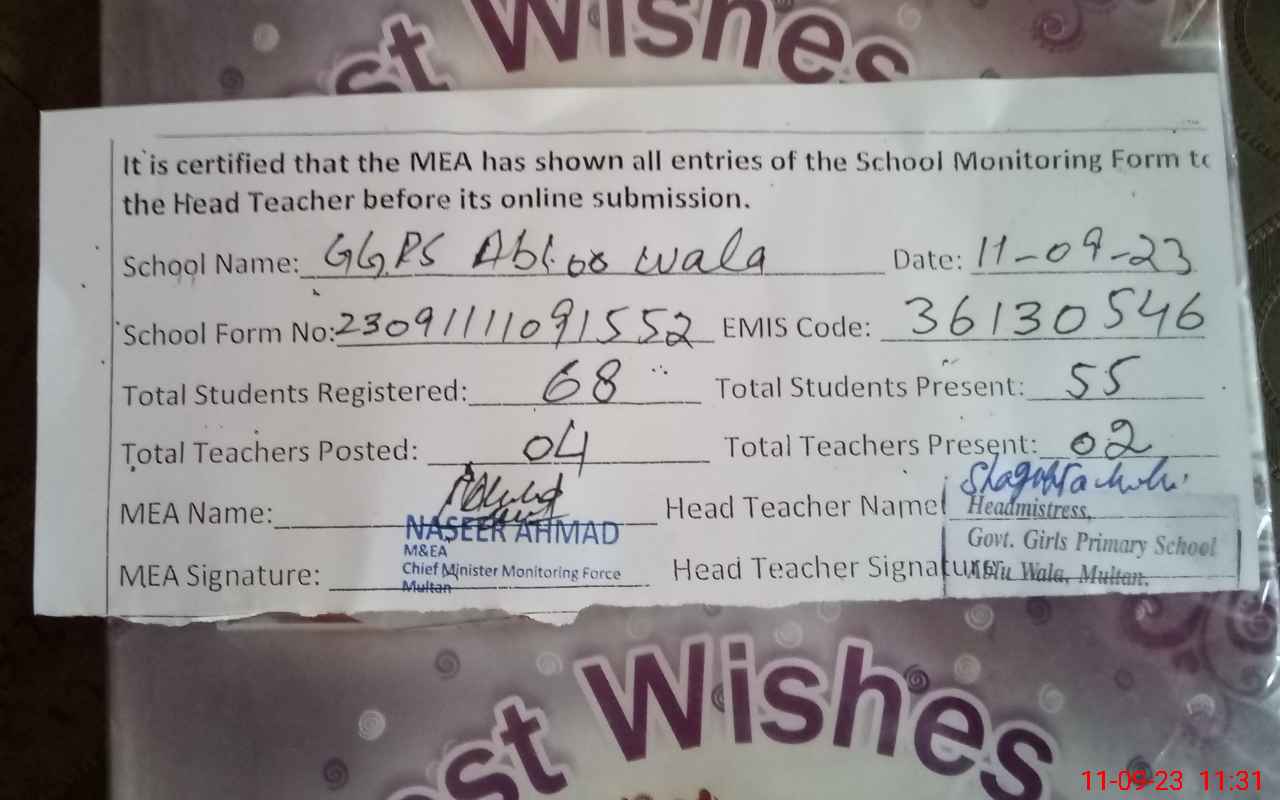 st Wishes
It is certified that the MEA has shown all entries of the School Monitoring Form to
the Head Teacher before its online submission.
School Name: GGPS Abloo wala Date: 11-09-23
School Form No: 230911111091552 EMIS Code: 36130546
Total Students Registered: 68 Total Students Present: 55
Total Teachers Posted: 04 Total Teachers Present: 02
MEA Name: Head Teacher Name
NASEER AHMAD
M&EA
Chief Minister Monitoring Force
Multan
Headmistress,
Govt. Girls Primary School
Wala, Multan.
MEA Signature: Head Teacher Signature
est Wishes
11-09-23 11:31